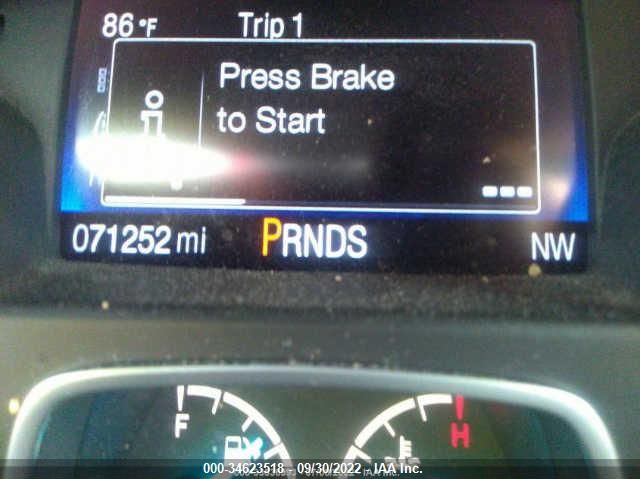 86°F Trip 1
Press Brake
to Start
071252 mi PRNDS NW
F H
000-34623518 - 09/30/2022 - IAA Inc.